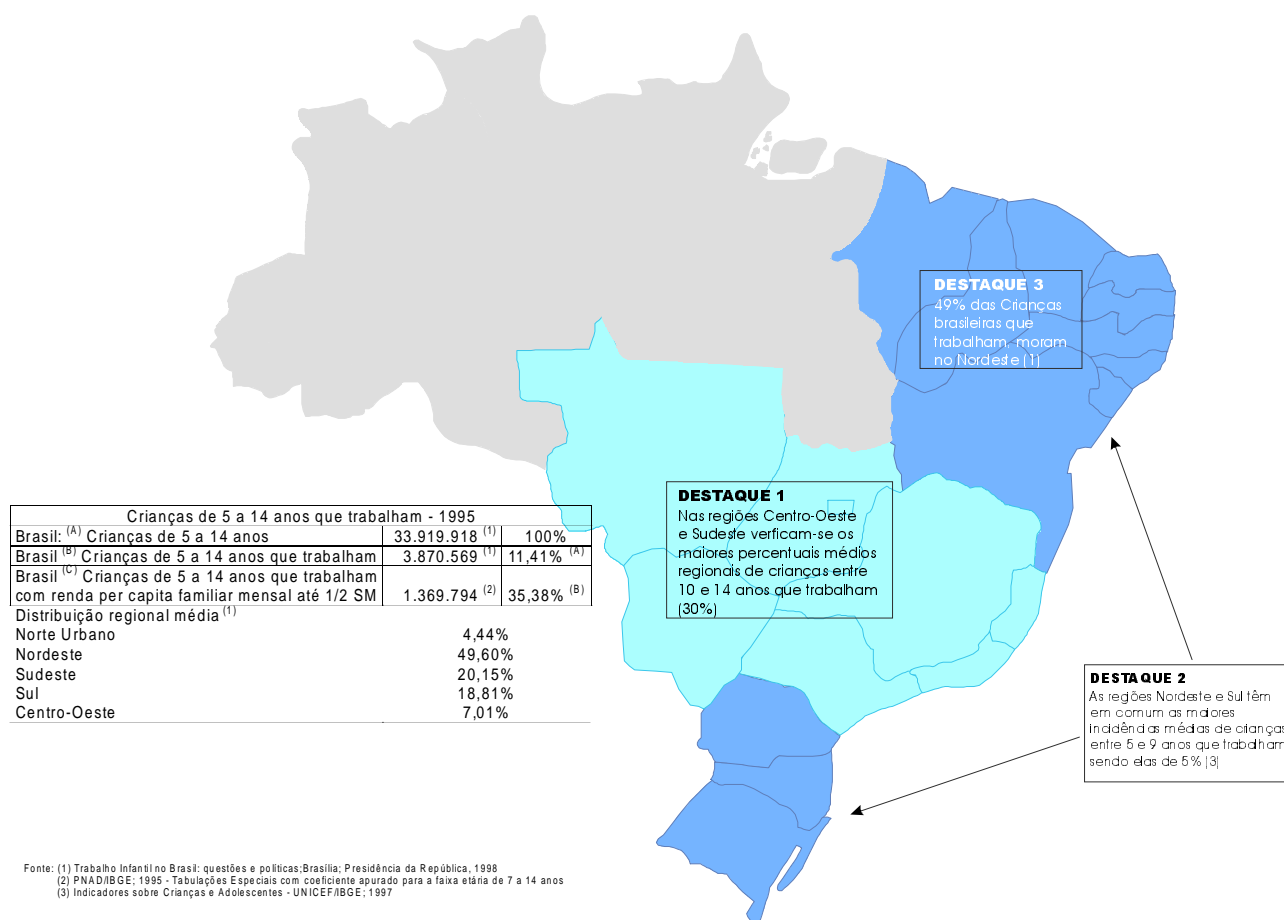 DESTAQUE 3
49% das Crianças
brasileiras que
trabalham, moram
no Nordeste (1)
DESTAQUE 1
Nas regiões Centro-Oeste
e Sudeste verificam-se os
maiores percentuais médios
regionais de crianças entre
10 e 14 anos que trabalham
(30%)
Crianças de 5 a 14 anos que trabalham - 1995
Brasil: (A) Crianças de 5 a 14 anos 33.919.918 (1) 100%
Brasil (B) Crianças de 5 a 14 anos que trabalham 3.870.569 (1) 11,41% (A)
Brasil (C) Crianças de 5 a 14 anos que trabalham
com renda per capita familiar mensal até 1/2 SM 1.369.794 (2) 35,38% (B)
Distribuição regional média (1)
Norte Urbano 4,44%
Nordeste 49,60%
Sudeste 20,15%
Sul 18,81%
Centro-Oeste 7,01%
DESTAQUE 2
As regiões Nordeste e Sul têm
em comum as maiores
incidências médias de crianças
entre 5 e 9 anos que trabalham
sendo elas de 5% (3)
Fonte: (1) Trabalho Infantil no Brasil: questões e políticas;Brasília; Presidência da República, 1998
(2) PNAD/IBGE; 1995 - Tabulações Especiais com coeficiente apurado para a faixa etária de 7 a 14 anos
(3) Indicadores sobre Crianças e Adolescentes - UNICEF/IBGE; 1997